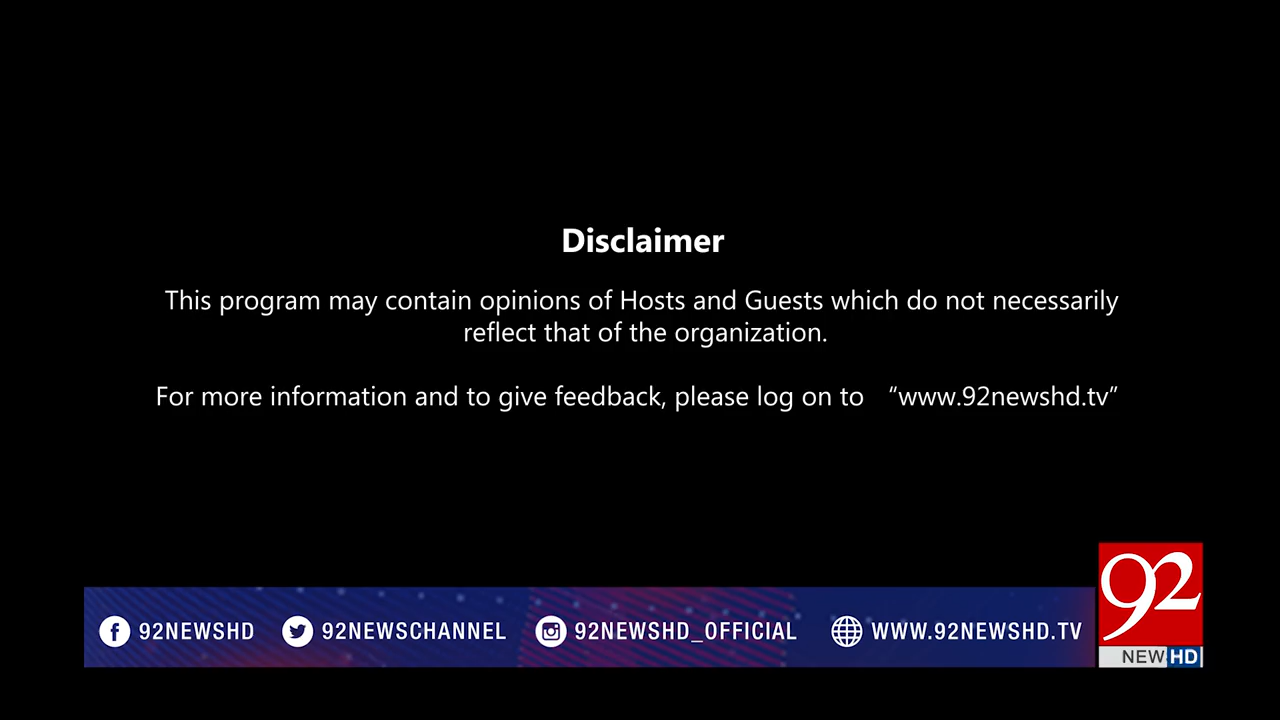 Disclaimer
This program may contain opinions of Hosts and Guests which do not necessarily
reflect that of the organization.
For more information and to give feedback, please log on to “www.92newshd.tv”
92NEWSHD 92NEWSCHANNEL 92NEWSHD_OFFICIAL WWW.92NEWSHD.TV
92
NEWSHD